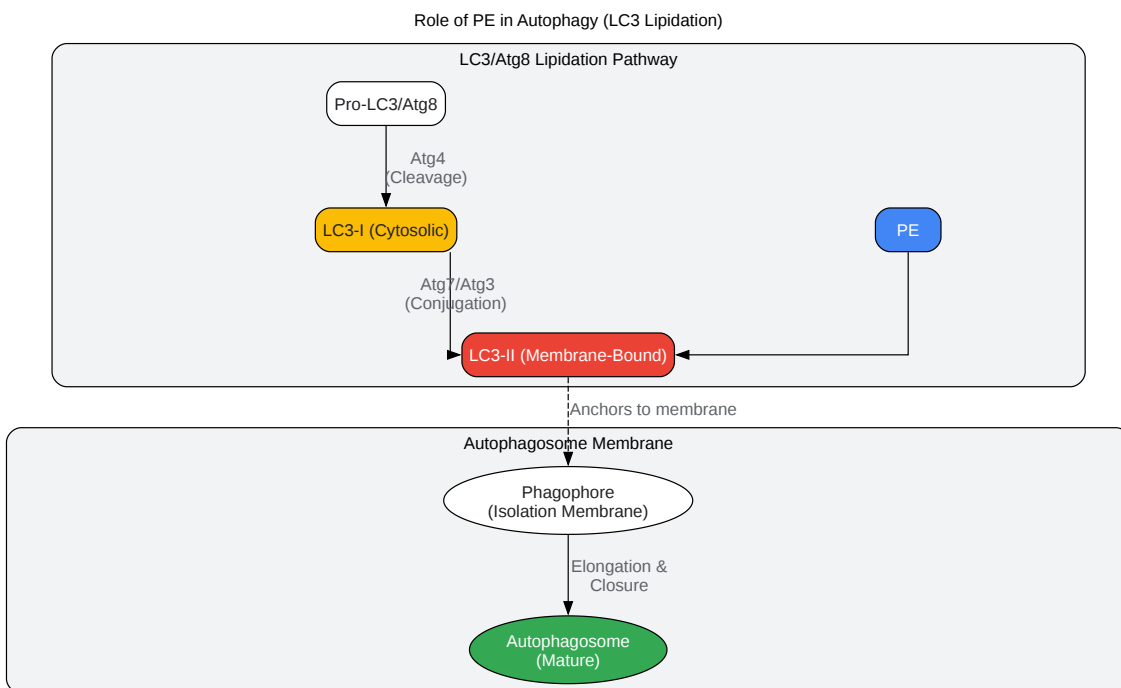 Role of PE in Autophagy (LC3 Lipidation)
LC3/Atg8 Lipidation Pathway
Pro-LC3/Atg8
Atg4
(Cleavage)
LC3-I (Cytosolic)
PE
Atg7/Atg3
(Conjugation)
LC3-II (Membrane-Bound)
Anchors to membrane
Autophagosome Membrane
Phagophore
(Isolation Membrane)
Elongation &
Closure
Autophagosome
(Mature)